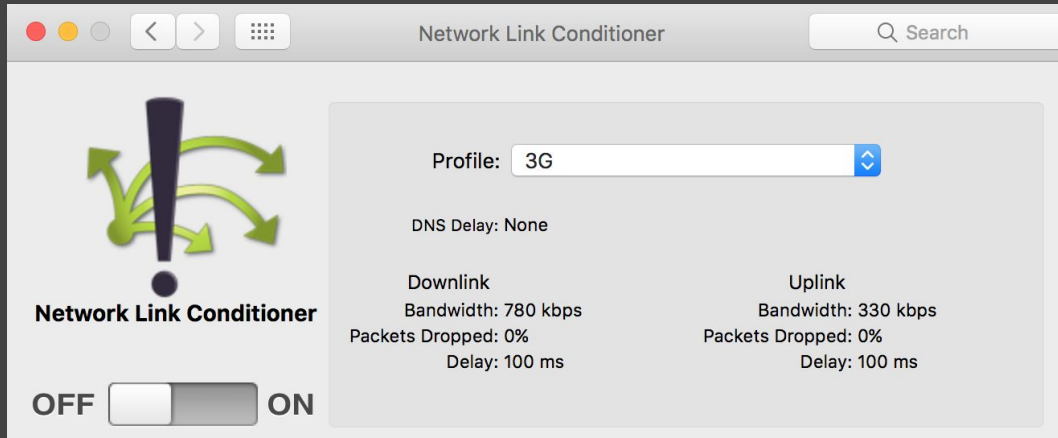 Network Link Conditioner
Search
Network Link Conditioner
OFF ON
Profile: 3G
DNS Delay: None
Downlink
Bandwidth: 780 kbps
Packets Dropped: 0%
Delay: 100 ms
Uplink
Bandwidth: 330 kbps
Packets Dropped: 0%
Delay: 100 ms